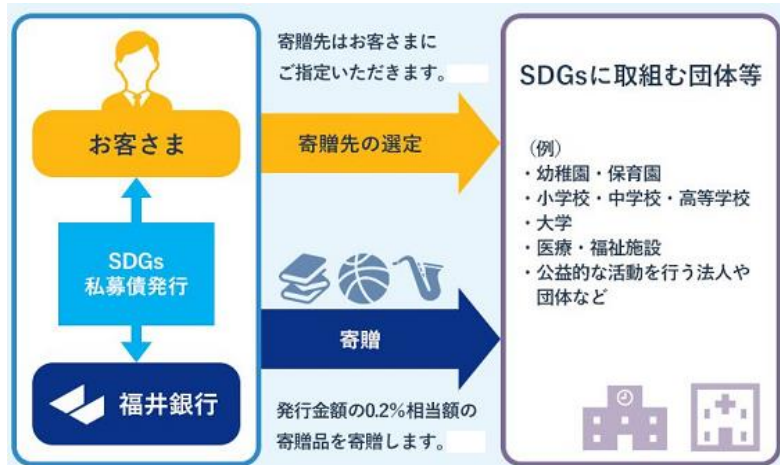 寄贈先はお客さまに
ご指定いただきます。
お客さま
寄贈先の選定
SDGs
私募債発行
寄贈
福井銀行
発行金額の0.2%相当額の
寄贈品を寄贈します。
SDGsに取組む団体等
（例）
・幼稚園・保育園
・小学校・中学校・高等学校
・大学
・医療・福祉施設
・公益的な活動を行う法人や
団体など